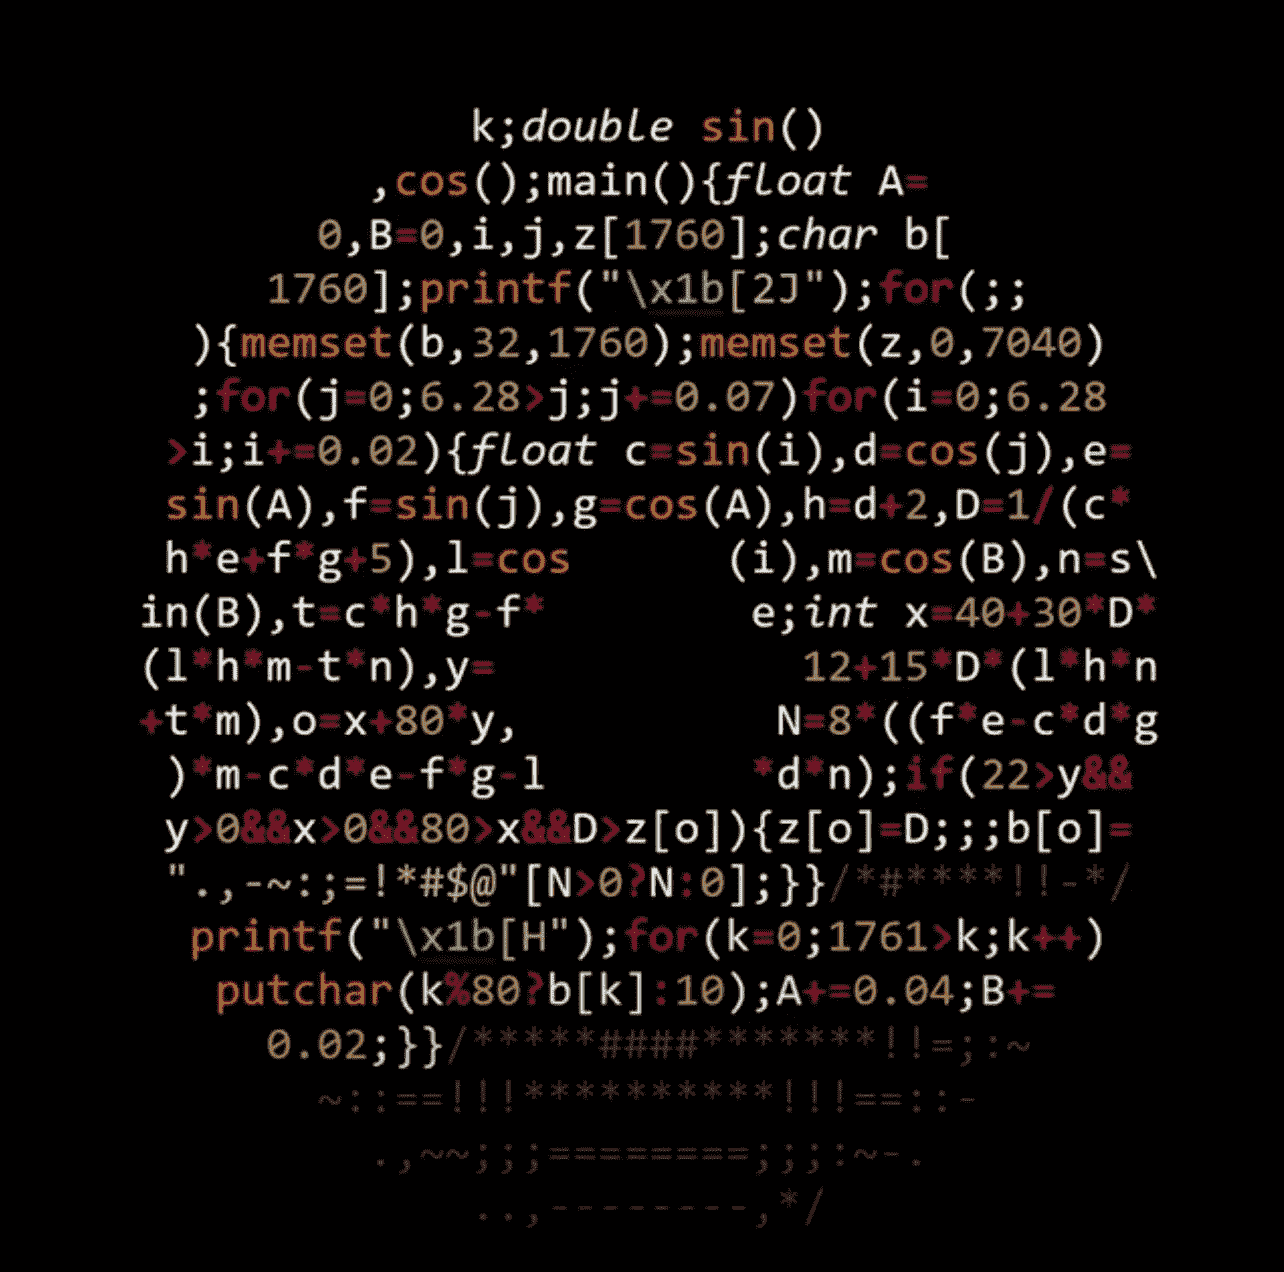 k;double sin()
,cos();main(){float A=
0,B=0,i,j,z[1760];char b[
1760];printf("\x1b[2J");for(;;
){memset(b,32,1760);memset(z,0,7040)
;for(j=0;6.28>j;j+=0.07)for(i=0;6.28
>i;i+=0.02){float c=sin(i),d=cos(j),e=
sin(A),f=sin(j),g=cos(A),h=d+2,D=1/(c*
h*e+f*g+5),l=cos (i),m=cos(B),n=s\
in(B),t=c*h*g-f* e;int x=40+30*D*
(l*h*m-t*n),y= 12+15*D*(l*h*n
+t*m),o=x+80*y, N=8*((f*e-c*d*g
)*m-c*d*e-f*g-l *d*n);if(22>y&&
y>0&&x>0&&80>x&&D>z[o]){z[o]=D;;;b[o]=
".,-~:;=!*#$@"[N>0?N:0];}}/*#****!!-*/
printf("\x1b[H");for(k=0;1761>k;k++)
putchar(k%80?b[k]:10);A+=0.04;B+=
0.02;}}/*****####*******!!=;:~
~::==!!!**********!!!==::-
.,~~;;;========;;;:~-.
..,--------,*/